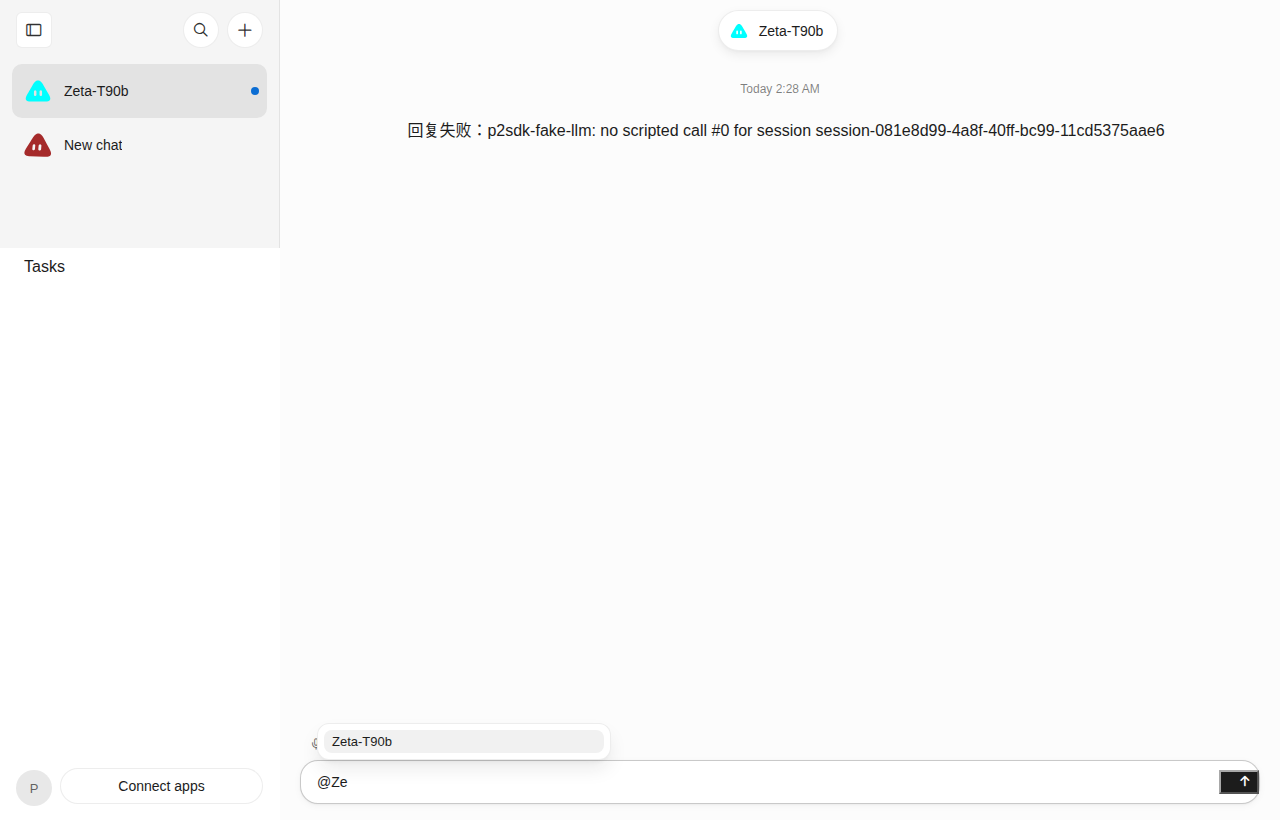 Zeta-T90b
New chat
Tasks
P
Connect apps
Zeta-T90b
Today 2:28 AM
回复失败：p2sdk-fake-llm: no scripted call #0 for session session-081e8d99-4a8f-40ff-bc99-11cd5375aae6
Zeta-T90b
@Ze